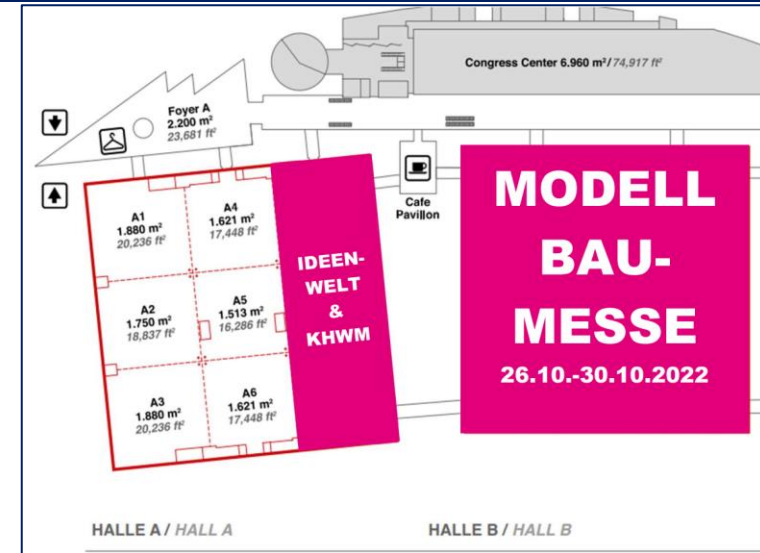 Congress Center 6.960 m²/ 74,917 ft²
Foyer A
2.200 m²
23,681 ft²
Cafe
Pavillon
A1
1.880 m²
20,236 ft²
A4
1.621 m²
17,448 ft²
A2
1.750 m²
18,837 ft²
A5
1.513 m²
16,286 ft²
A3
1.880 m²
20,236 ft²
A6
1.621 m²
17,448 ft²
IDEEN-
WELT
&
KHWM
MODELL
BAU-
MESSE
26.10.-30.10.2022
HALLE A / HALL A
HALLE B / HALL B